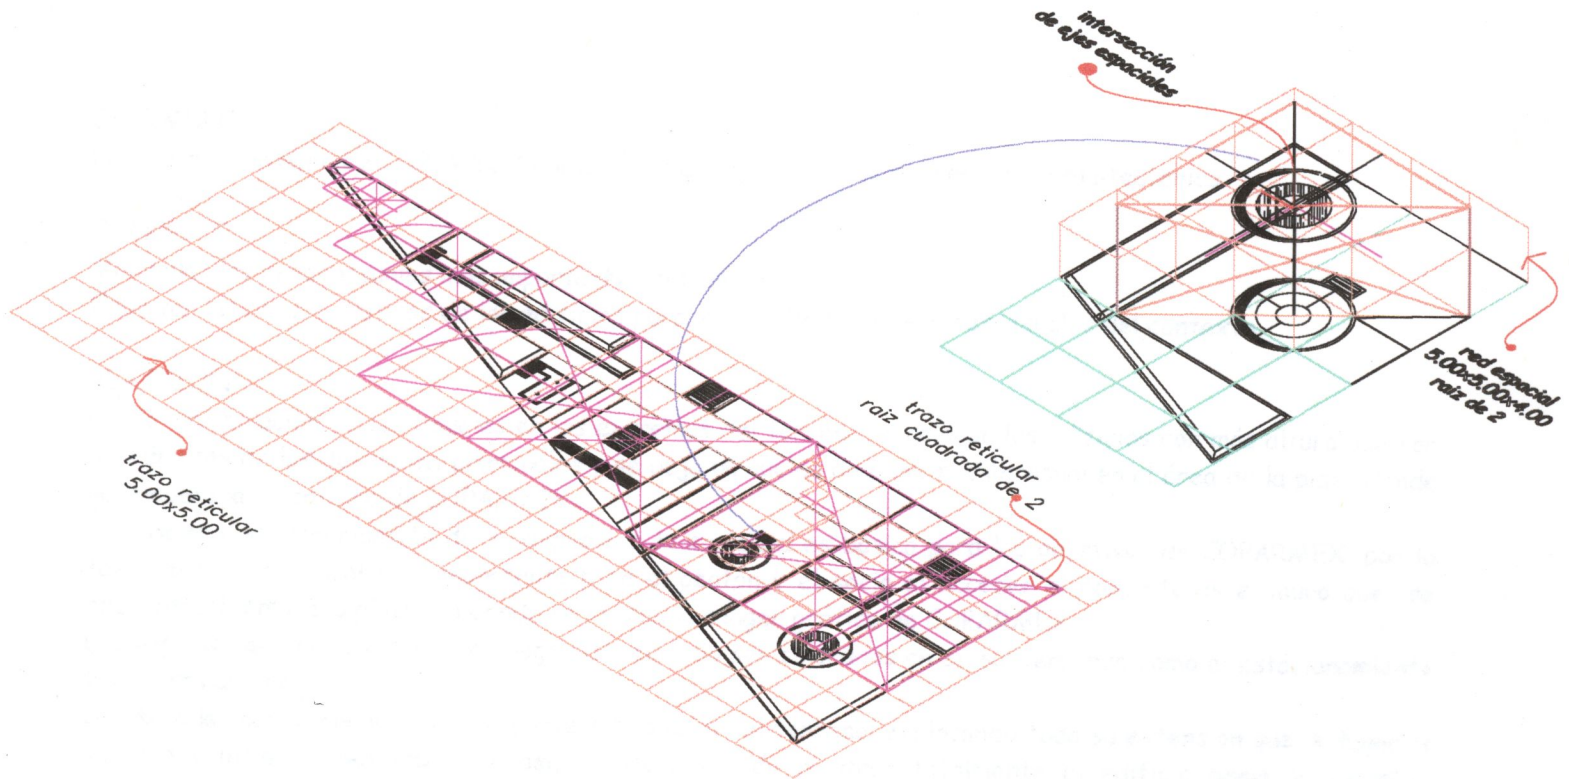 intersección
de ejes espaciales
trazo reticular
5.00x5.00
trazo reticular
raiz cuadrada de 2
red espacial
5.00x5.00x4.00
raiz de 2